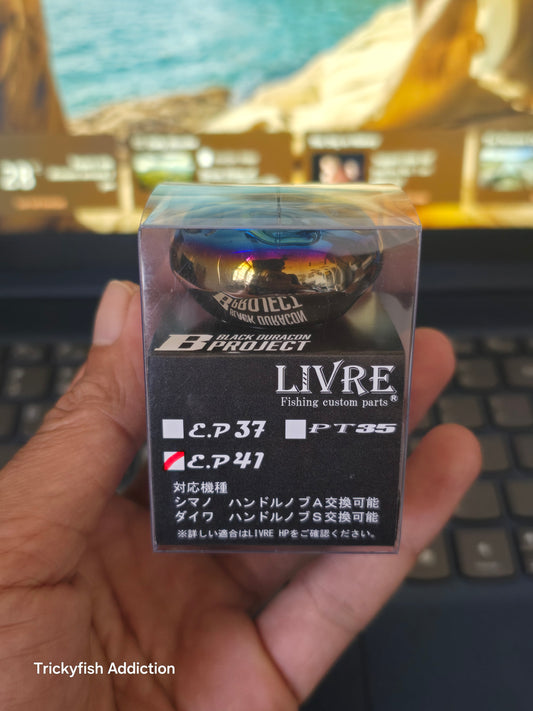 B PROJECT
BLACK DURACON
BLACK DURACON
B PROJECT
LIVRE
Fishing custom parts®
E.P 37
PT35
E.P 41
対応機種
シマノ ハンドルノブA交換可能
ダイワ ハンドルノブS交換可能
※詳しい適合はLIVRE HPをご確認ください。
Trickyfish Addiction